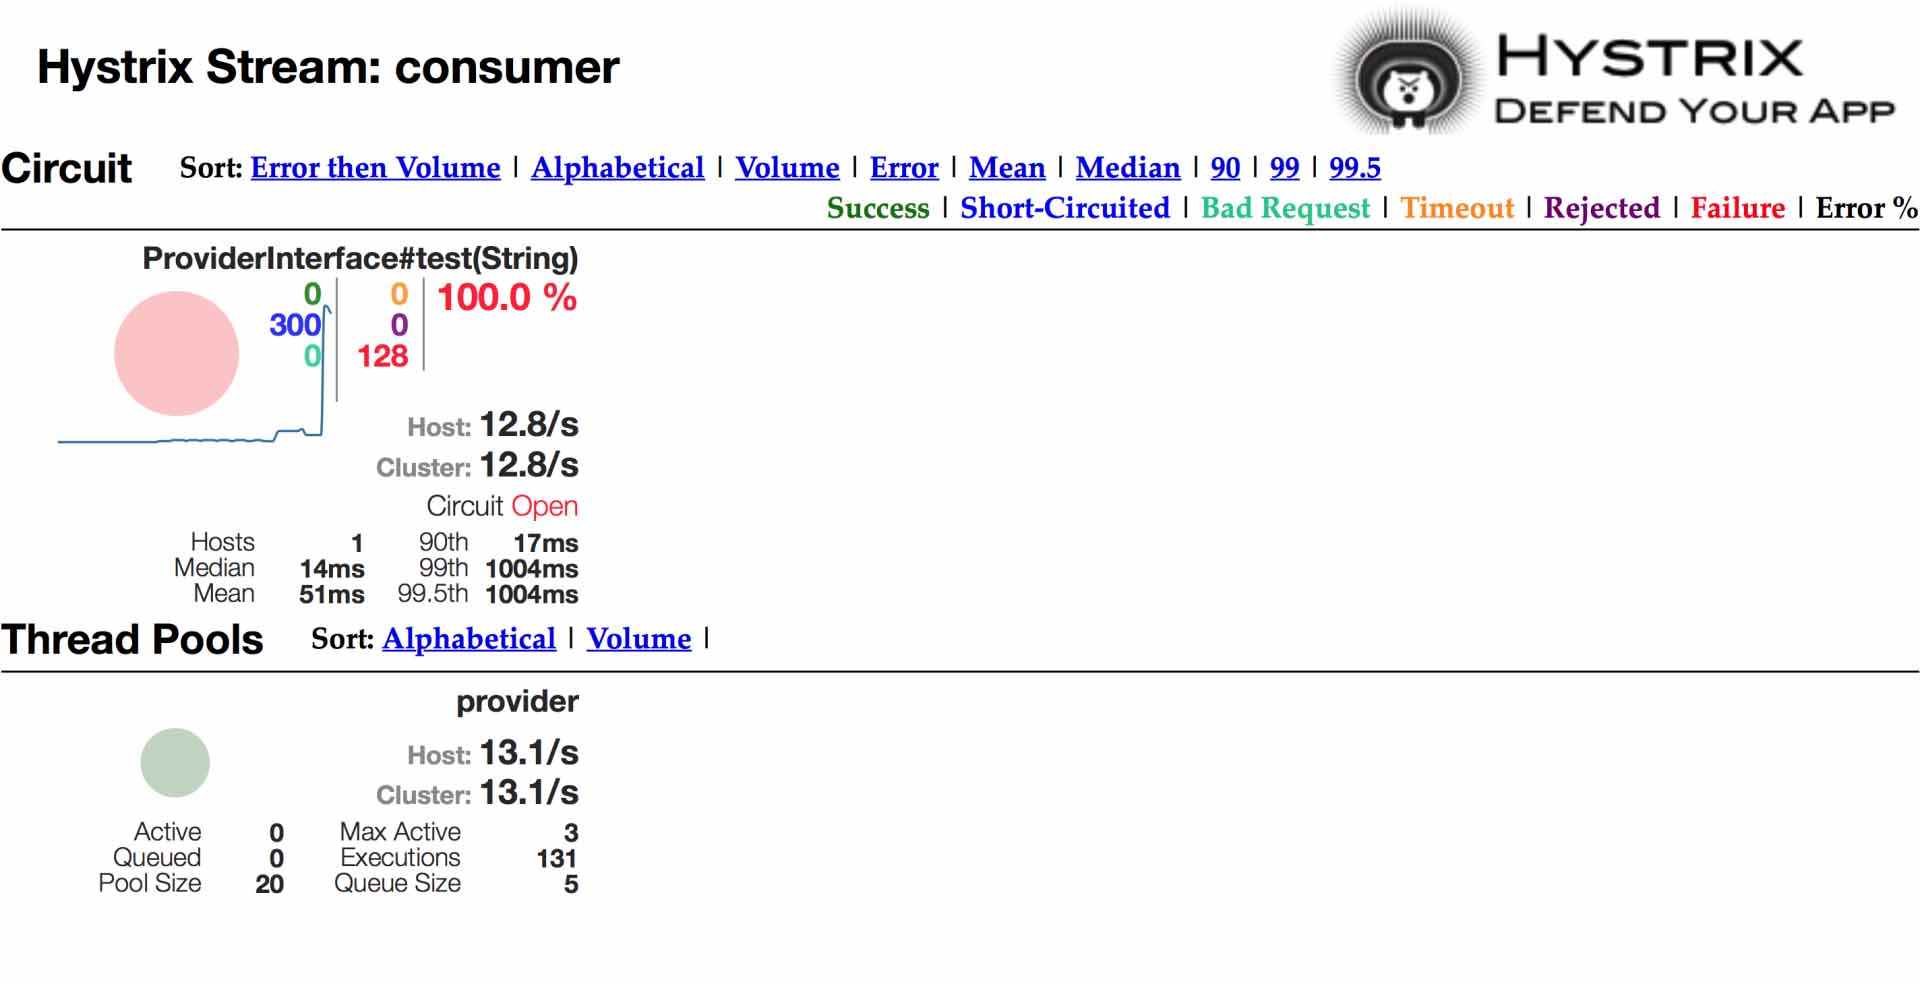 Hystrix Stream: consumer
HYSTRIX
DEFEND YOUR APP
Circuit Sort: Error then Volume | Alphabetical | Volume | Error | Mean | Median | 90 | 99 | 99.5
Success | Short-Circuited | Bad Request | Timeout | Rejected | Failure | Error %
ProviderInterface#test(String)
0 0 100.0 %
300 0
0 128
Host: 12.8/s
Cluster: 12.8/s
Circuit Open
Hosts 1 90th 17ms
Median 14ms 99th 1004ms
Mean 51ms 99.5th 1004ms
Thread Pools Sort: Alphabetical | Volume |
provider
Host: 13.1/s
Cluster: 13.1/s
Active 0 Max Active 3
Queued 0 Executions 131
Pool Size 20 Queue Size 5